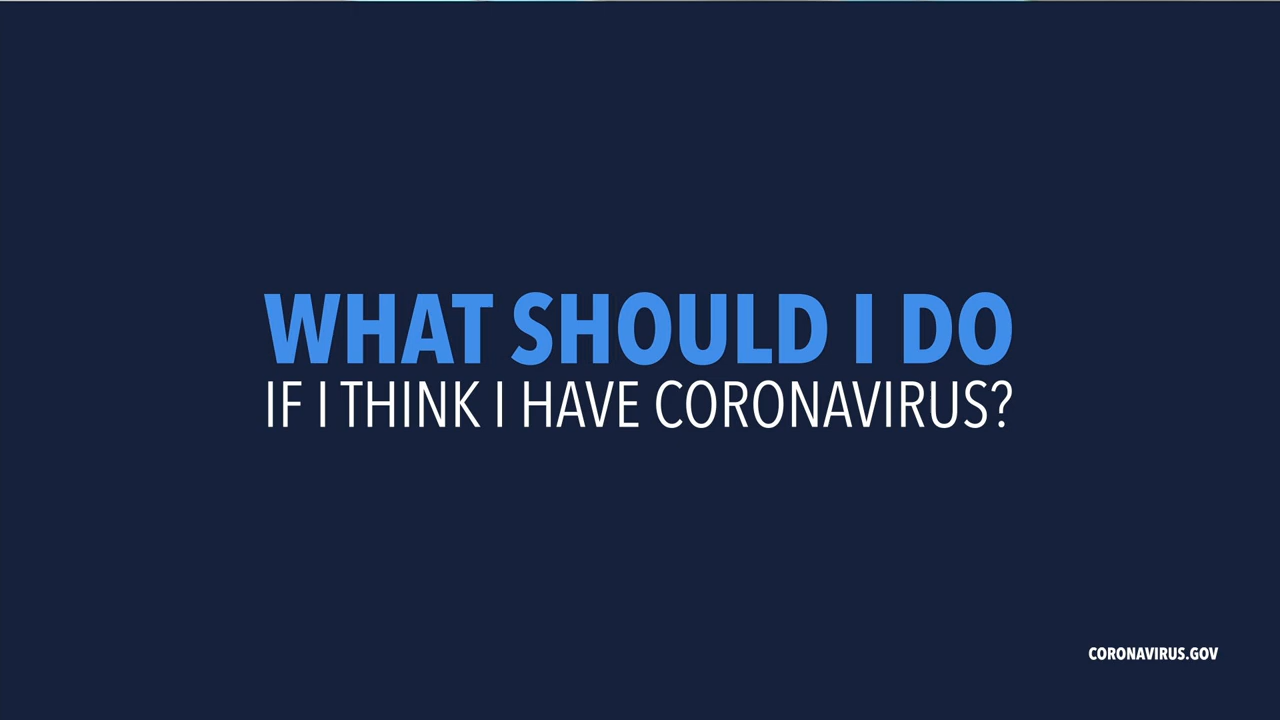 WHAT SHOULD I DO
IF I THINK I HAVE CORONAVIRUS?
CORONAVIRUS.GOV